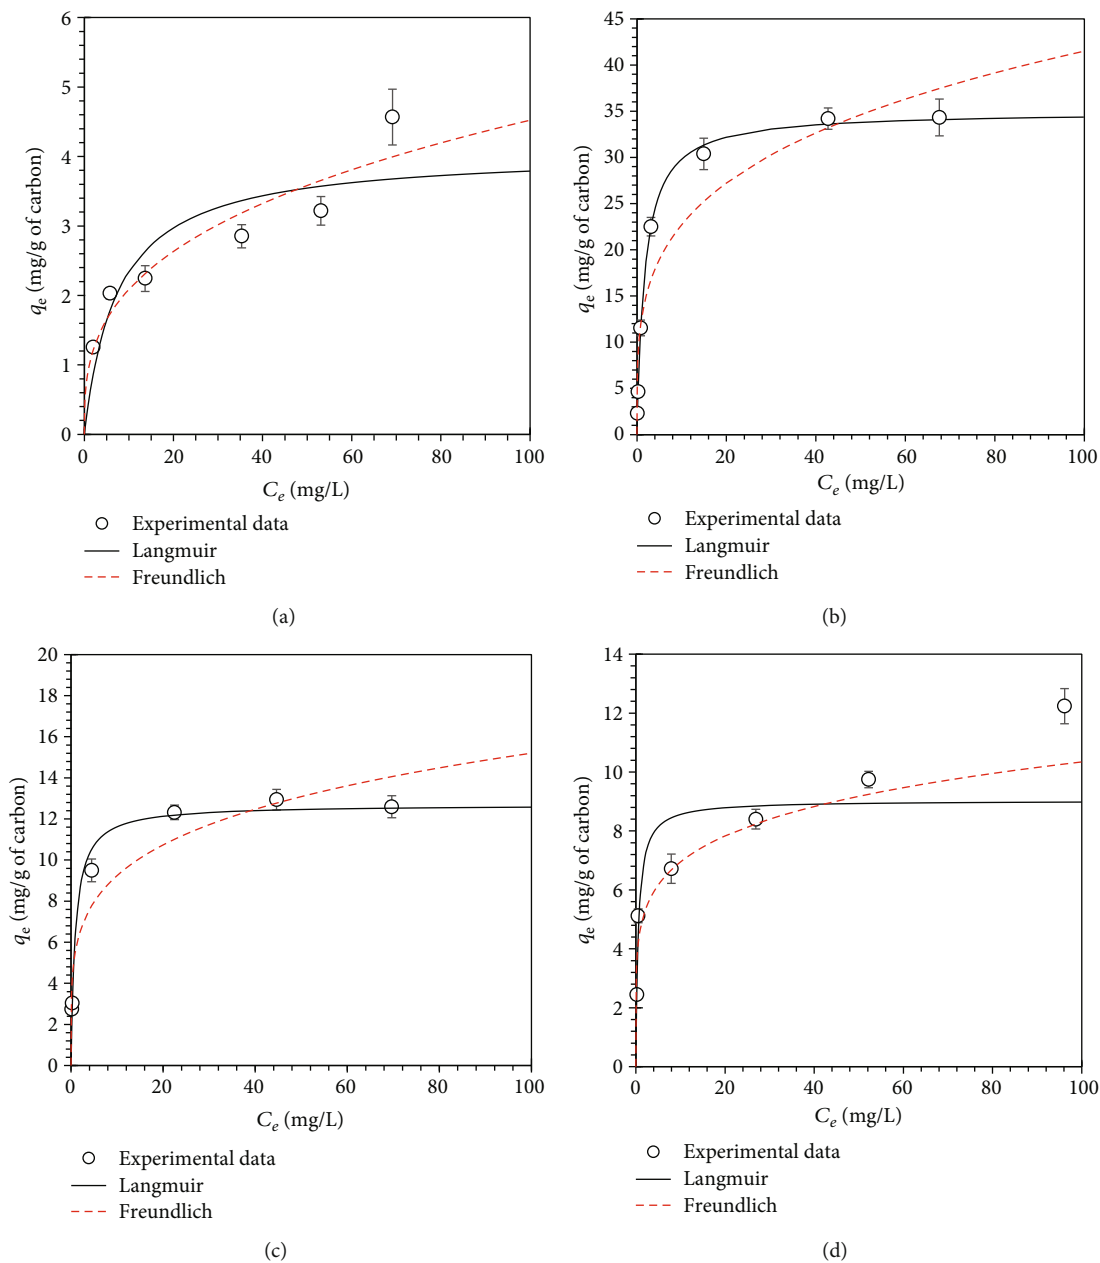 6
5
4
3
2
1
0
qe (mg/g of carbon)
0 20 40 60 80 100
Ce (mg/L)
Experimental data
Langmuir
Freundlich
(a)
45
40
35
30
25
20
15
10
5
0
qe (mg/g of carbon)
0 20 40 60 80 100
Ce (mg/L)
Experimental data
Langmuir
Freundlich
(b)
20
18
16
14
12
10
8
6
4
2
0
qe (mg/g of carbon)
0 20 40 60 80 100
Ce (mg/L)
Experimental data
Langmuir
Freundlich
(c)
14
12
10
8
6
4
2
0
qe (mg/g of carbon)
0 20 40 60 80 100
Ce (mg/L)
Experimental data
Langmuir
Freundlich
(d)